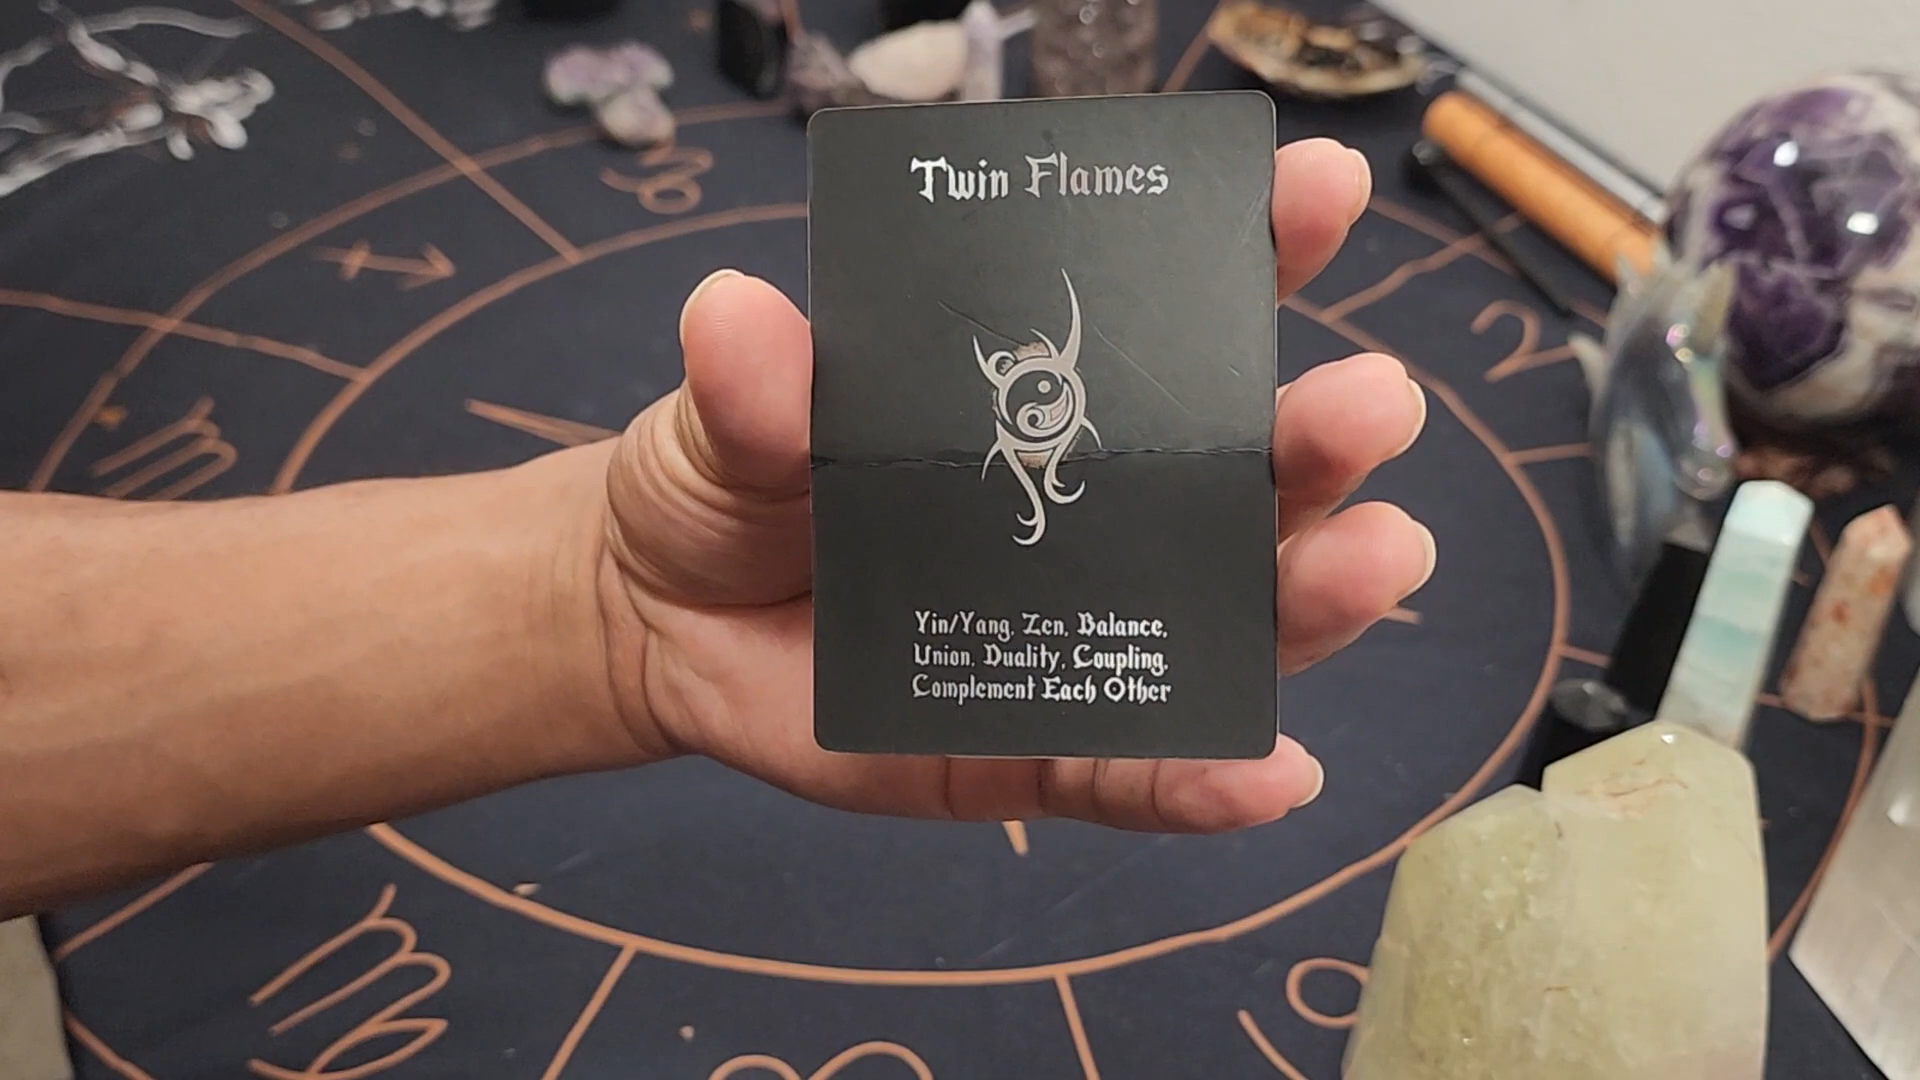 Twin Flames
Yin/Yang, Zen, Balance,
Union, Duality, Coupling,
Complement Each Other